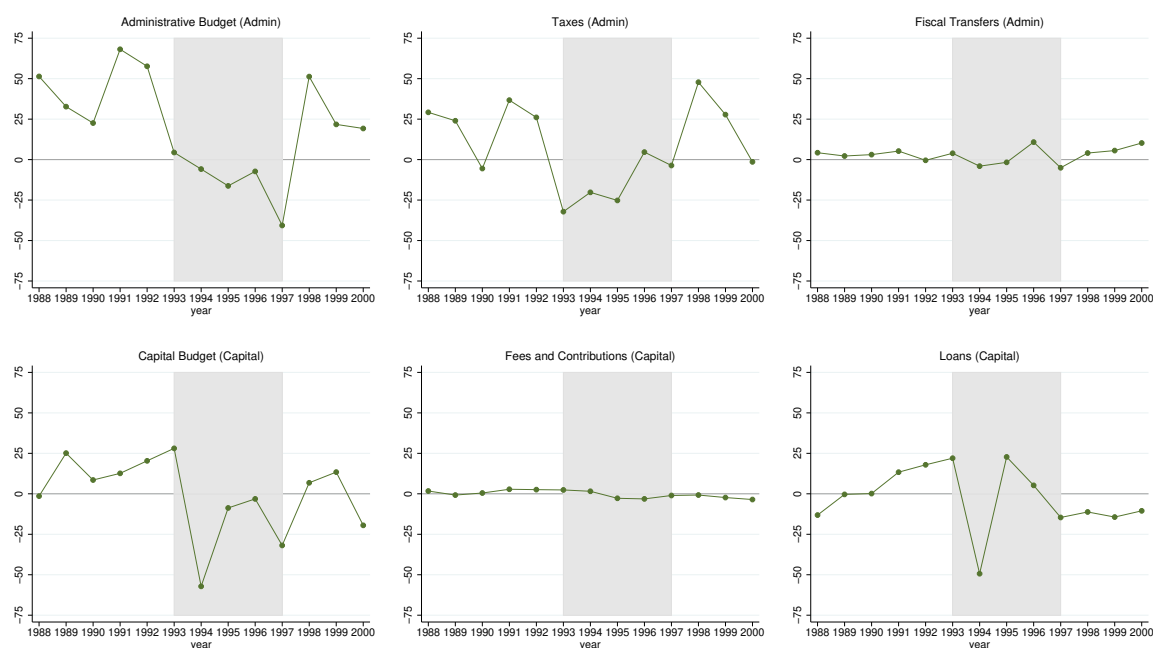 Administrative Budget (Admin)
75
50
25
0
−25
−50
−75
1988 1989 1990 1991 1992 1993 1994 1995 1996 1997 1998 1999 2000
year
Taxes (Admin)
75
50
25
0
−25
−50
−75
1988 1989 1990 1991 1992 1993 1994 1995 1996 1997 1998 1999 2000
year
Fiscal Transfers (Admin)
75
50
25
0
−25
−50
−75
1988 1989 1990 1991 1992 1993 1994 1995 1996 1997 1998 1999 2000
year
Capital Budget (Capital)
75
50
25
0
−25
−50
−75
1988 1989 1990 1991 1992 1993 1994 1995 1996 1997 1998 1999 2000
year
Fees and Contributions (Capital)
75
50
25
0
−25
−50
−75
1988 1989 1990 1991 1992 1993 1994 1995 1996 1997 1998 1999 2000
year
Loans (Capital)
75
50
25
0
−25
−50
−75
1988 1989 1990 1991 1992 1993 1994 1995 1996 1997 1998 1999 2000
year